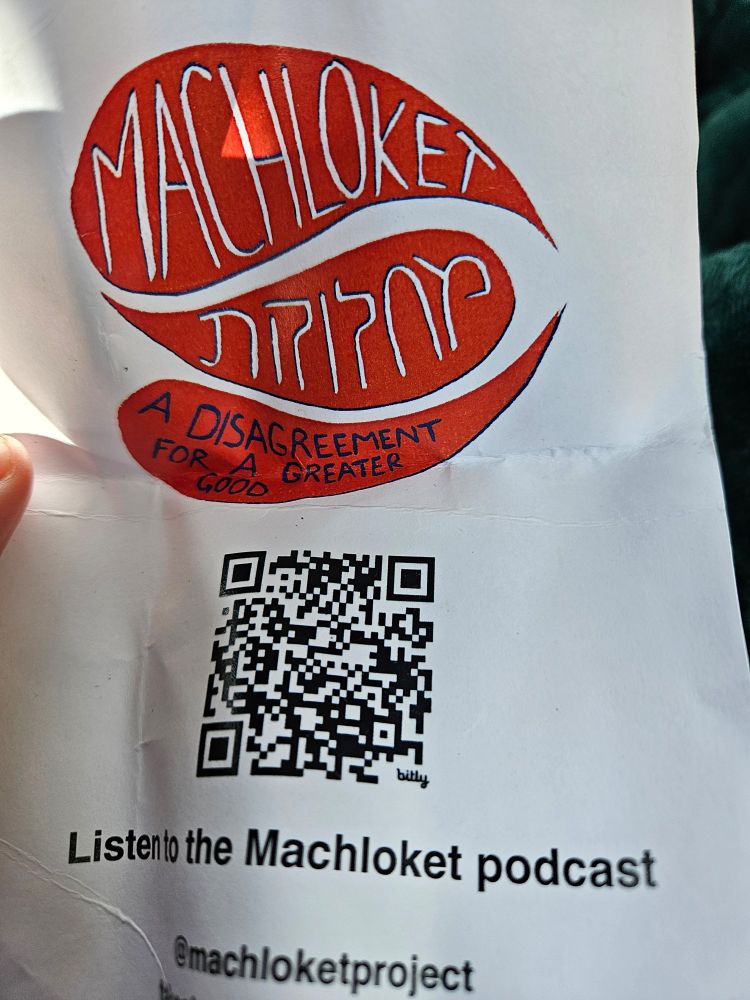 MACHLOKET
מחלוקת
A DISAGREEMENT
FOR A GREATER
GOOD
bitly
Listen to the Machloket podcast
@machloketproject